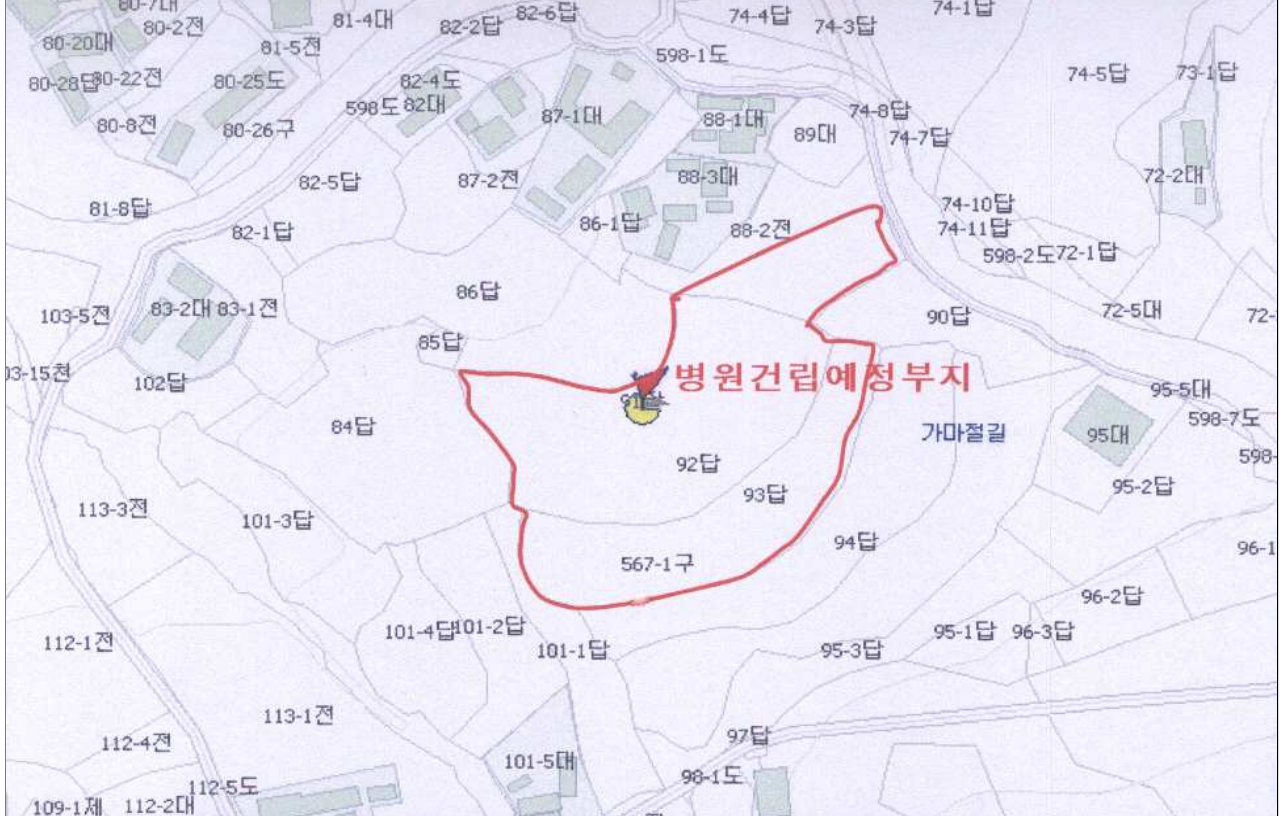 80-7대
80-2전
81-4대
82-2답
82-6답
74-4답
74-3답
74-1답
80-20대
81-5전
598-1도
80-28답
80-22전
80-25도
82-4도
74-5답
73-1답
598도
82대
87-1대
88-1대
74-8답
80-8전
80-26구
89대
74-7답
82-5답
87-2전
88-3대
72-2대
81-8답
82-1답
86-1답
88-2전
74-10답
74-11답
598-2도
72-1답
86답
103-5전
83-2대
83-1전
90답
72-5대
72-
85답
03-15천
102답
병원건립예정부지
95-5대
84답
가마절길
95대
598-7도
598-
92답
93답
95-2답
113-3전
101-3답
94답
96-1
567-1구
96-2답
112-1전
101-4답
101-2답
101-1답
95-3답
95-1답
96-3답
113-1전
112-4전
97답
101-5대
98-1도
112-5도
109-1제
112-2대